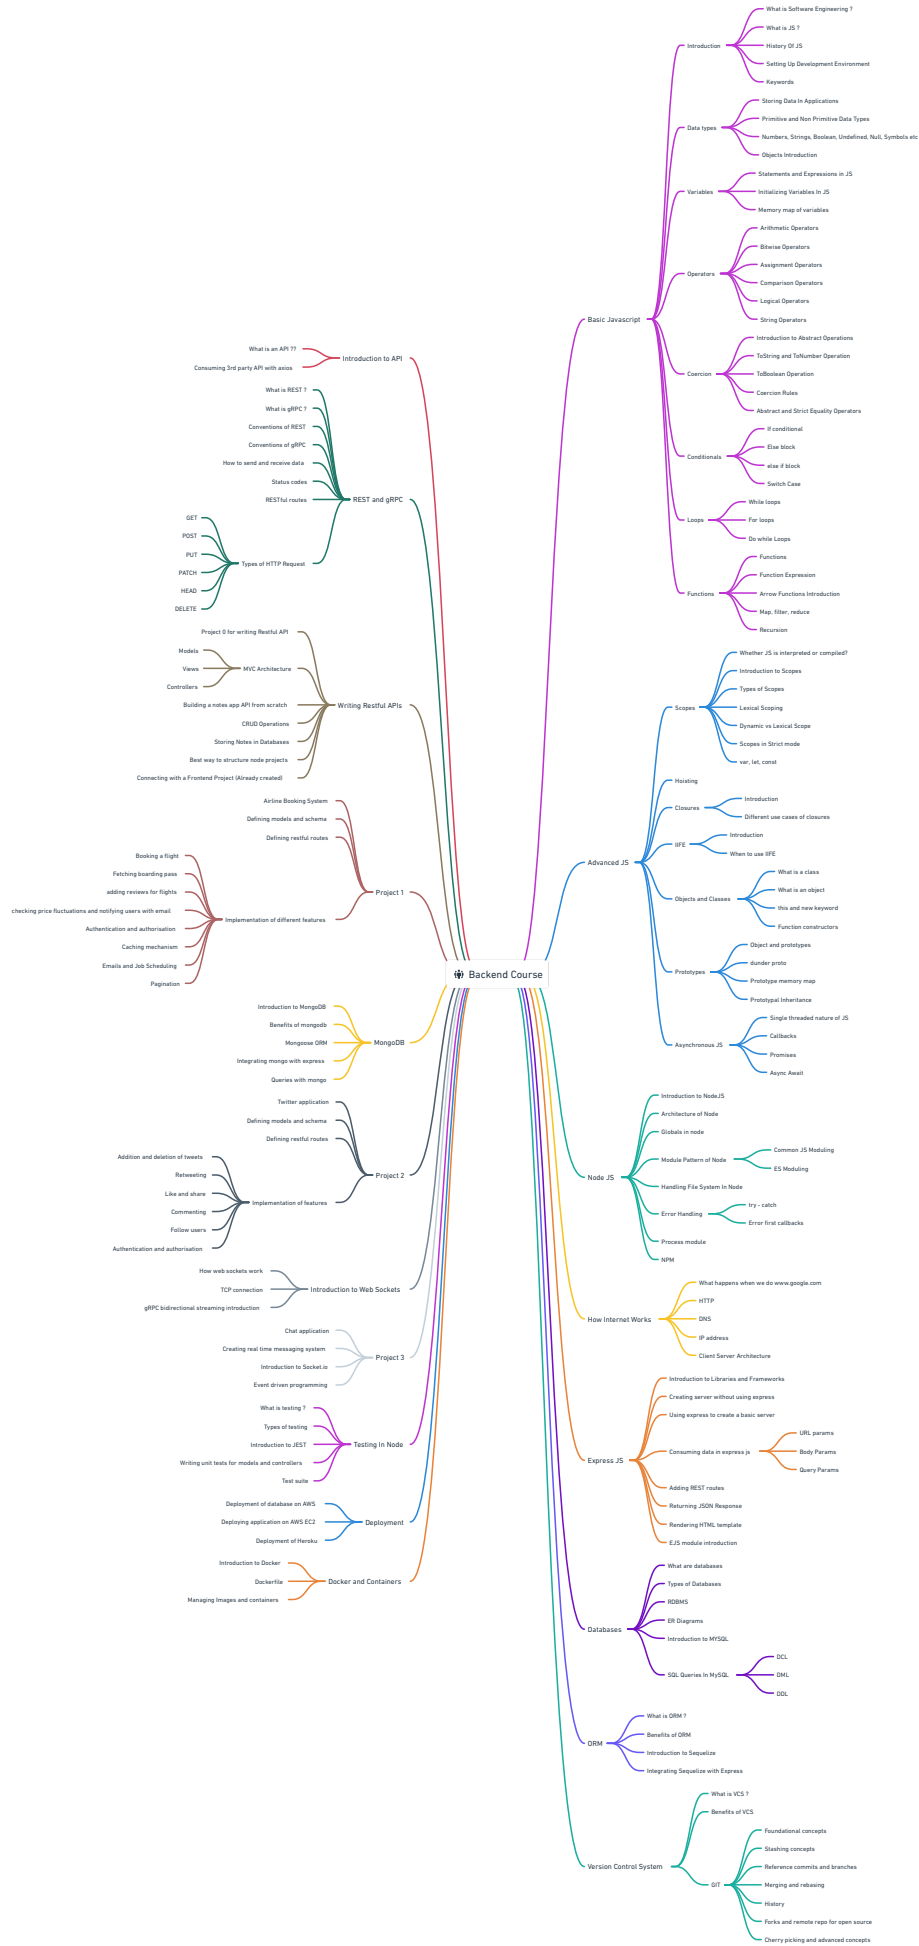 Backend Course
Basic Javascript
Introduction
What is Software Engineering ?
What is JS ?
History Of JS
Setting Up Development Environment
Keywords
Data types
Storing Data In Applications
Primitive and Non Primitive Data Types
Numbers, Strings, Boolean, Undefined, Null, Symbols etc
Objects Introduction
Variables
Statements and Expressions in JS
Initializing Variables In JS
Memory map of variables
Operators
Arithmetic Operators
Bitwise Operators
Assignment Operators
Comparison Operators
Logical Operators
String Operators
Coercion
Introduction to Abstract Operations
ToString and ToNumber Operation
ToBoolean Operation
Coercion Rules
Abstract and Strict Equality Operators
Conditionals
If conditional
Else block
else if block
Switch Case
Loops
While loops
For loops
Do while Loops
Functions
Functions
Function Expression
Arrow Functions Introduction
Map, filter, reduce
Recursion
Advanced JS
Scopes
Whether JS is interpreted or compiled?
Introduction to Scopes
Types of Scopes
Lexical Scoping
Dynamic vs Lexical Scope
Scopes in Strict mode
var, let, const
Hoisting
Closures
Introduction
Different use cases of closures
IIFE
Introduction
When to use IIFE
Objects and Classes
What is a class
What is an object
this and new keyword
Function constructors
Prototypes
Object and prototypes
dunder proto
Prototype memory map
Prototypal Inheritance
Asynchronous JS
Single threaded nature of JS
Callbacks
Promises
Async Await
Node JS
Introduction to NodeJS
Architecture of Node
Globals in node
Module Pattern of Node
Common JS Moduling
ES Moduling
Handling File System In Node
Error Handling
try - catch
Error first callbacks
Process module
NPM
How Internet Works
What happens when we do www.google.com
HTTP
DNS
IP address
Client Server Architecture
Express JS
Introduction to Libraries and Frameworks
Creating server without using express
Using express to create a basic server
Consuming data in express js
URL params
Body Params
Query Params
Adding REST routes
Returning JSON Response
Rendering HTML template
EJS module introduction
Databases
What are databases
Types of Databases
RDBMS
ER Diagrams
Introduction to MYSQL
SQL Queries In MySQL
DCL
DML
DDL
ORM
What is ORM ?
Benefits of ORM
Introduction to Sequelize
Integrating Sequelize with Express
Version Control System
What is VCS ?
Benefits of VCS
GIT
Foundational concepts
Stashing concepts
Reference commits and branches
Merging and rebasing
History
Forks and remote repo for open source
Cherry picking and advanced concepts
Introduction to API
What is an API ??
Consuming 3rd party API with axios
REST and gRPC
What is REST ?
What is gRPC ?
Conventions of REST
Conventions of gRPC
How to send and receive data
Status codes
RESTful routes
Types of HTTP Request
GET
POST
PUT
PATCH
HEAD
DELETE
Writing Restful APIs
Project 0 for writing Restful API
MVC Architecture
Models
Views
Controllers
Building a notes app API from scratch
CRUD Operations
Storing Notes in Databases
Best way to structure node projects
Connecting with a Frontend Project (Already created)
Project 1
Airline Booking System
Defining models and schema
Defining restful routes
Implementation of different features
Booking a flight
Fetching boarding pass
adding reviews for flights
checking price fluctuations and notifying users with email
Authentication and authorisation
Caching mechanism
Emails and Job Scheduling
Pagination
MongoDB
Introduction to MongoDB
Benefits of mongodb
Mongoose ORM
Integrating mongo with express
Queries with mongo
Project 2
Twitter application
Defining models and schema
Defining restful routes
Implementation of features
Addition and deletion of tweets
Retweeting
Like and share
Commenting
Follow users
Authentication and authorisation
Introduction to Web Sockets
How web sockets work
TCP connection
gRPC bidirectional streaming introduction
Project 3
Chat application
Creating real time messaging system
Introduction to Socket.io
Event driven programming
Testing In Node
What is testing ?
Types of testing
Introduction to JEST
Writing unit tests for models and controllers
Test suite
Deployment
Deployment of database on AWS
Deploying application on AWS EC2
Deployment of Heroku
Docker and Containers
Introduction to Docker
Dockerfile
Managing Images and containers